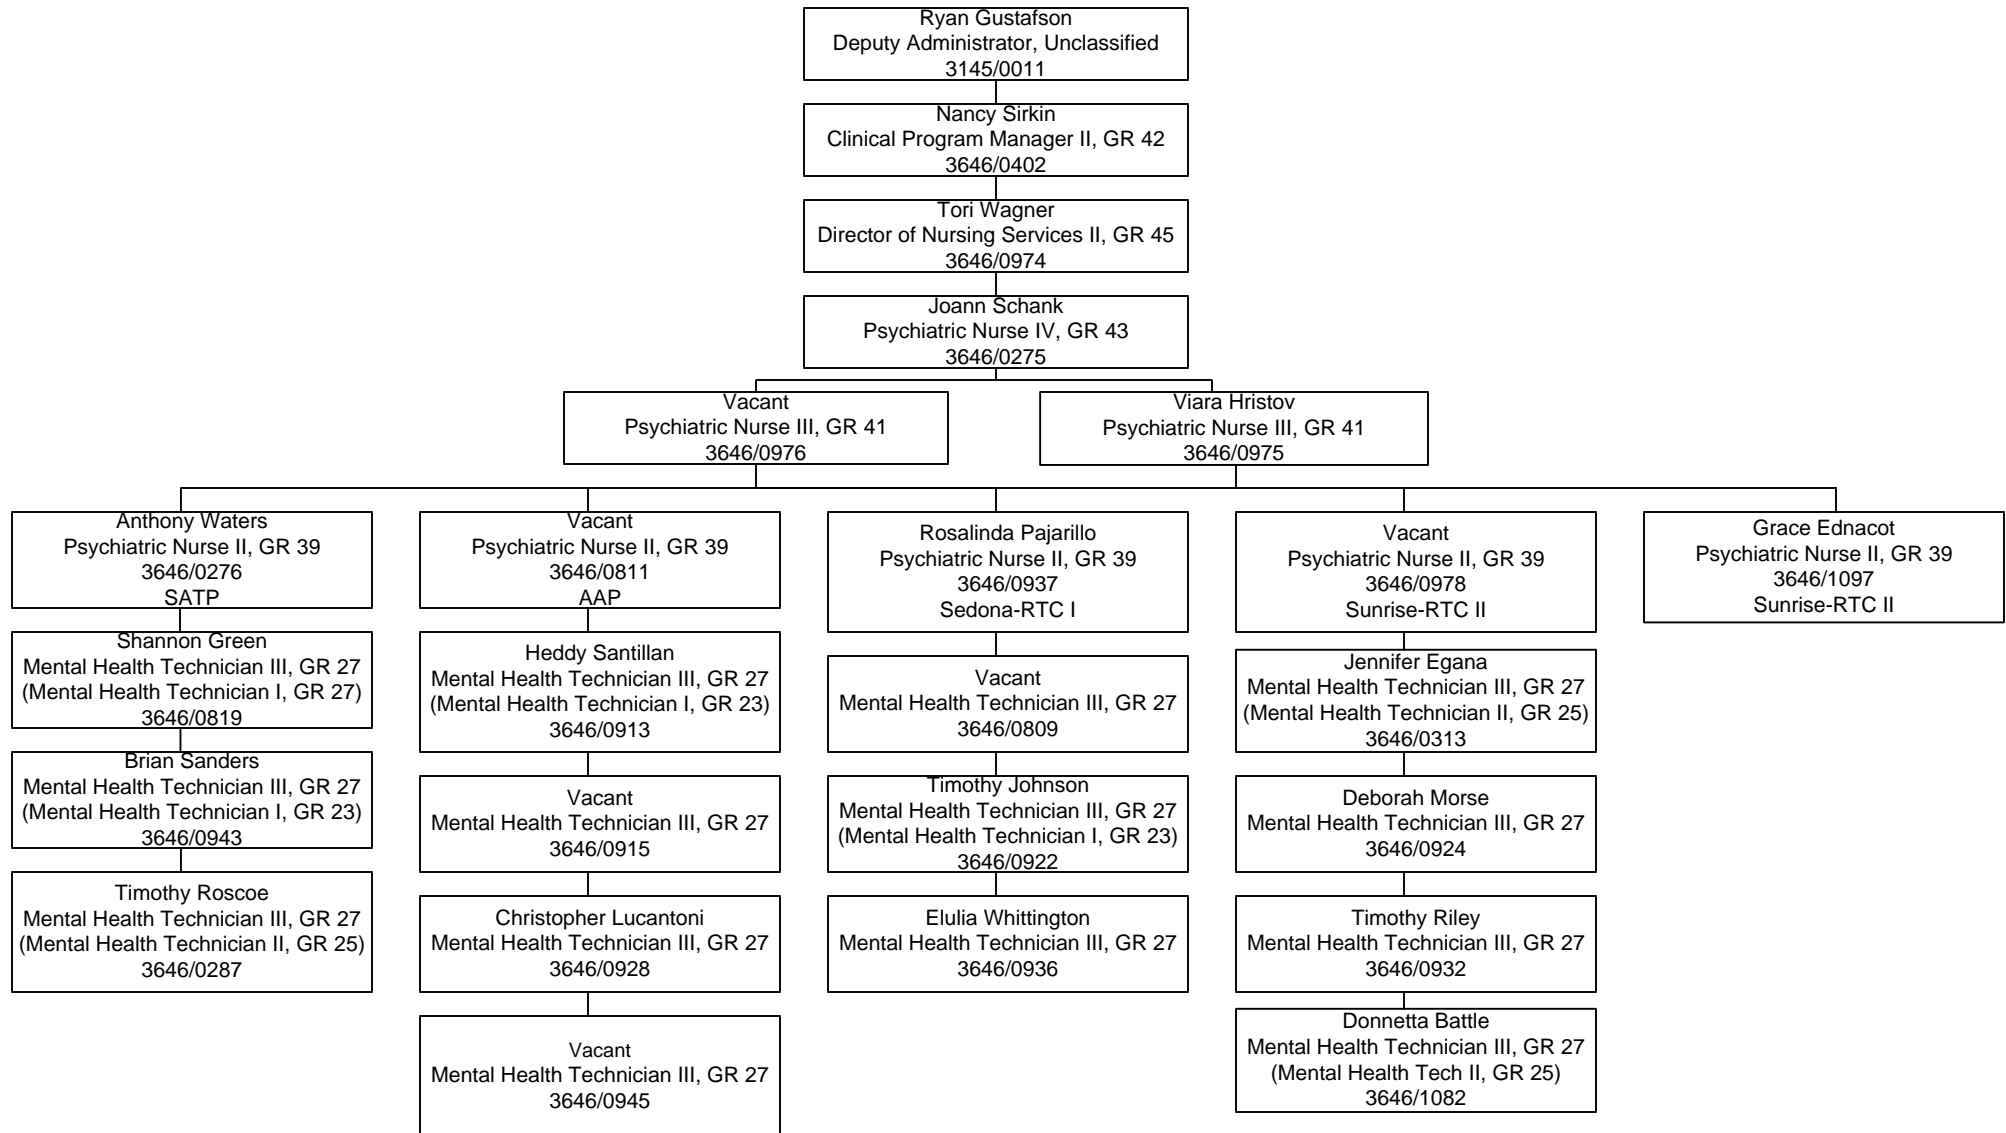 Ryan Gustafson
Deputy Administrator, Unclassified
3145/0011
Nancy Sirkin
Clinical Program Manager II, GR 42
3646/0402
Tori Wagner
Director of Nursing Services II, GR 45
3646/0974
Joann Schank
Psychiatric Nurse IV, GR 43
3646/0275
Vacant
Psychiatric Nurse III, GR 41
3646/0976
Viara Hristov
Psychiatric Nurse III, GR 41
3646/0975
Anthony Waters
Psychiatric Nurse II, GR 39
3646/0276
SATP
Vacant
Psychiatric Nurse II, GR 39
3646/0811
AAP
Rosalinda Pajarillo
Psychiatric Nurse II, GR 39
3646/0937
Sedona-RTC I
Vacant
Psychiatric Nurse II, GR 39
3646/0978
Sunrise-RTC II
Grace Ednacot
Psychiatric Nurse II, GR 39
3646/1097
Sunrise-RTC II
Shannon Green
Mental Health Technician III, GR 27
(Mental Health Technician I, GR 27)
3646/0819
Heddy Santillan
Mental Health Technician III, GR 27
(Mental Health Technician I, GR 23)
3646/0913
Vacant
Mental Health Technician III, GR 27
3646/0809
Jennifer Egana
Mental Health Technician III, GR 27
(Mental Health Technician II, GR 25)
3646/0313
Brian Sanders
Mental Health Technician III, GR 27
(Mental Health Technician I, GR 23)
3646/0943
Vacant
Mental Health Technician III, GR 27
3646/0915
Timothy Johnson
Mental Health Technician III, GR 27
(Mental Health Technician I, GR 23)
3646/0922
Deborah Morse
Mental Health Technician III, GR 27
3646/0924
Timothy Roscoe
Mental Health Technician III, GR 27
(Mental Health Technician II, GR 25)
3646/0287
Christopher Lucantoni
Mental Health Technician III, GR 27
3646/0928
Elulia Whittington
Mental Health Technician III, GR 27
3646/0936
Timothy Riley
Mental Health Technician III, GR 27
3646/0932
Vacant
Mental Health Technician III, GR 27
3646/0945
Donnetta Battle
Mental Health Technician III, GR 27
(Mental Health Tech II, GR 25)
3646/1082